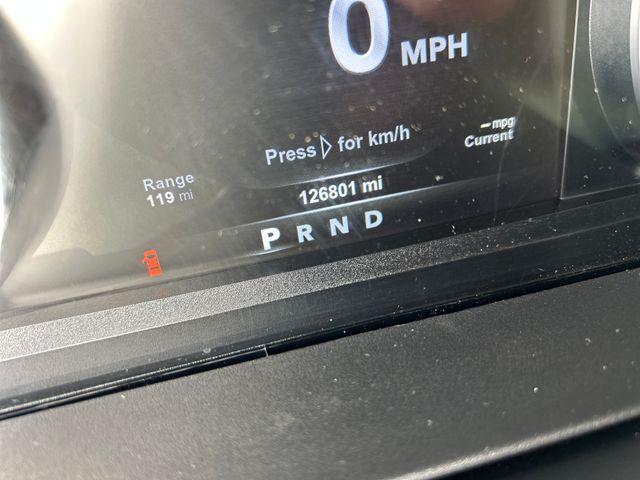 0 MPH
Press ▷ for km/h
-- mpg
Current
Range
119 mi
126801 mi
P R N D